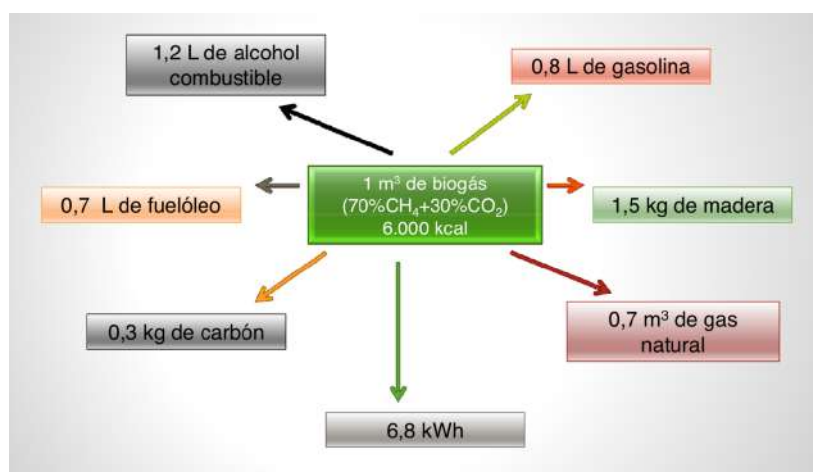 1,2 L de alcohol
combustible
0,8 L de gasolina
1 m³ de biogás
(70%CH₄+30%CO₂)
6.000 kcal
0,7 L de fuelóleo
1,5 kg de madera
0,3 kg de carbón
0,7 m³ de gas
natural
6,8 kWh